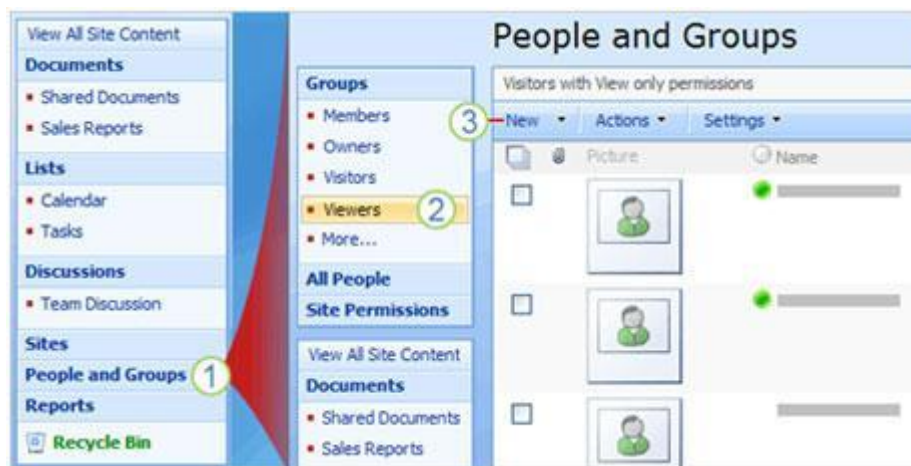 View All Site Content
Documents
Shared Documents
Sales Reports
Lists
Calendar
Tasks
Discussions
Team Discussion
Sites
People and Groups 1
Reports
Recycle Bin
Groups
Members
Owners
Visitors
Viewers 2
More...
All People
Site Permissions
View All Site Content
Documents
Shared Documents
Sales Reports
People and Groups
Visitors with View only permissions
3 New Actions Settings
Picture Name